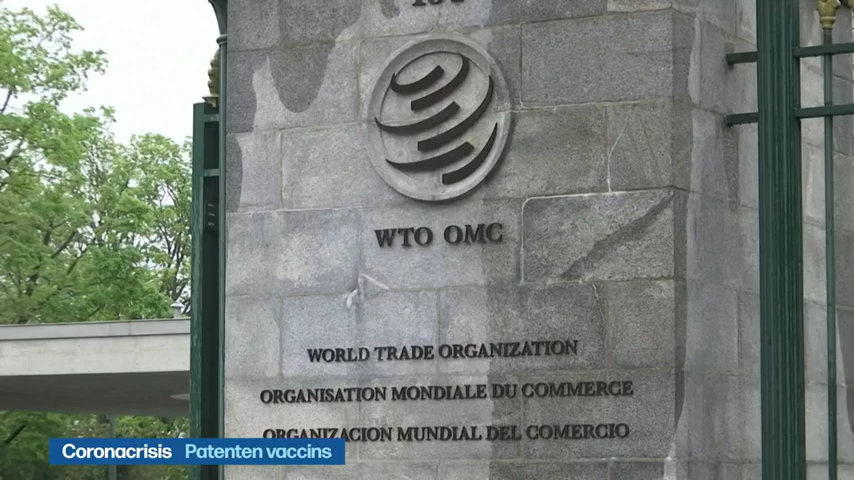 WTO OMC
WORLD TRADE ORGANIZATION
ORGANISATION MONDIALE DU COMMERCE
ORGANIZACION MUNDIAL DEL COMERCIO
Coronacrisis Patenten vaccins